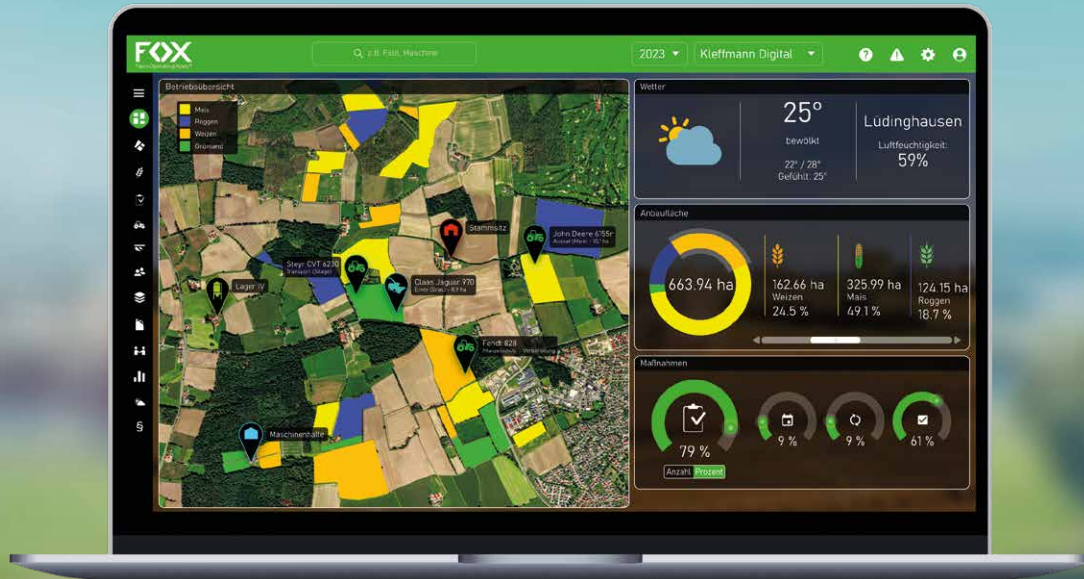 FOX
z.B. Feld, Maschine
2023
Kleffmann Digital
Betriebsübersicht
Mais
Roggen
Weizen
Grünland
Stammsitz
John Deere 6155r
Steyr CVT 6230
Transport (Silage)
Claas Jaguar 970
Lager IV
Fendt 828
Maschinenhalle
Wetter
25°
bewölkt
22° / 28°
Gefühlt: 25°
Lüdinghausen
Luftfeuchtigkeit:
59%
Anbaufläche
663.94 ha
162.66 ha
Weizen
24.5 %
325.99 ha
Mais
49.1 %
124.15 ha
Roggen
18.7 %
Maßnahmen
79 %
Anzahl Prozent
9 %
9 %
61 %
§